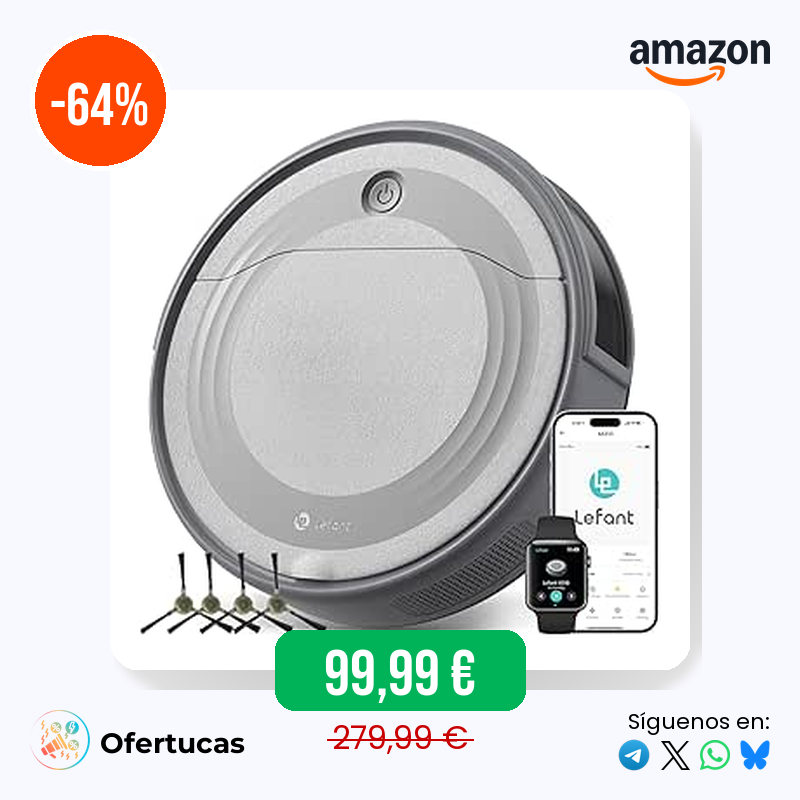 -64%
amazon
Lefant
Lefant
99,99 €
279,99 €
Ofertucas
Síguenos en: